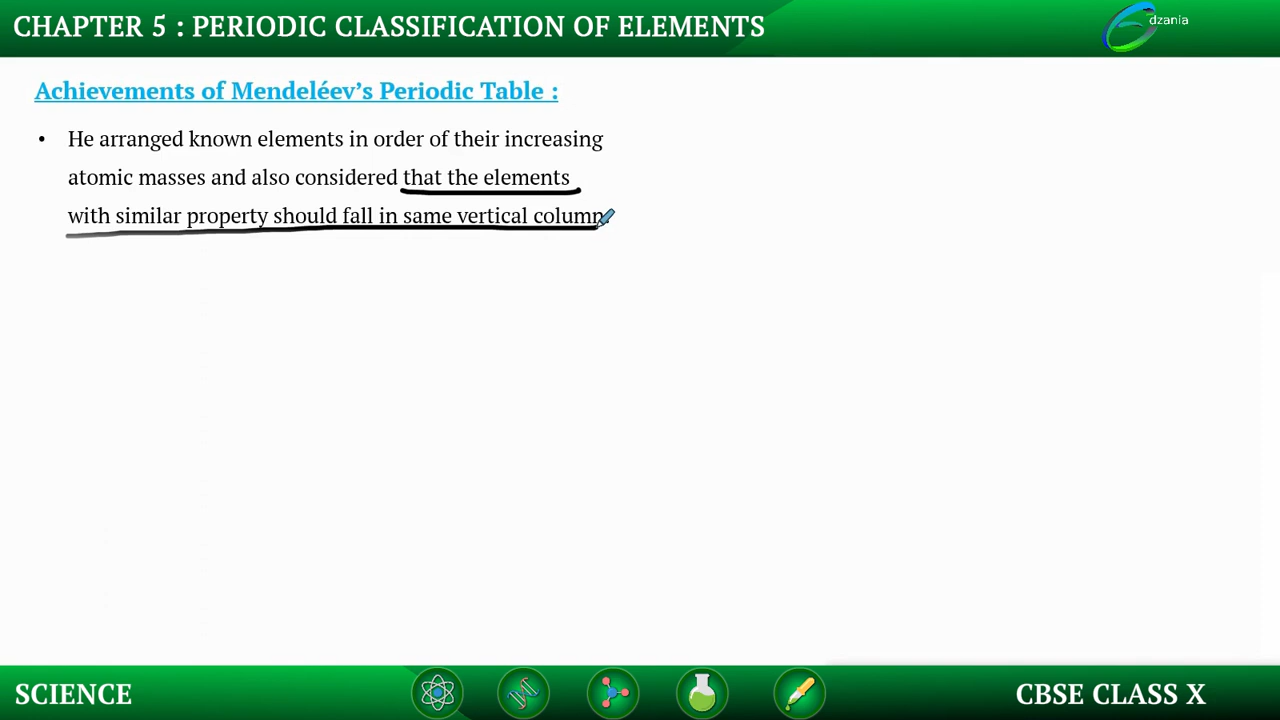 CHAPTER 5 : PERIODIC CLASSIFICATION OF ELEMENTS
dzania
Achievements of Mendeléev’s Periodic Table :
• He arranged known elements in order of their increasing
atomic masses and also considered that the elements
with similar property should fall in same vertical column.
SCIENCE
CBSE CLASS X